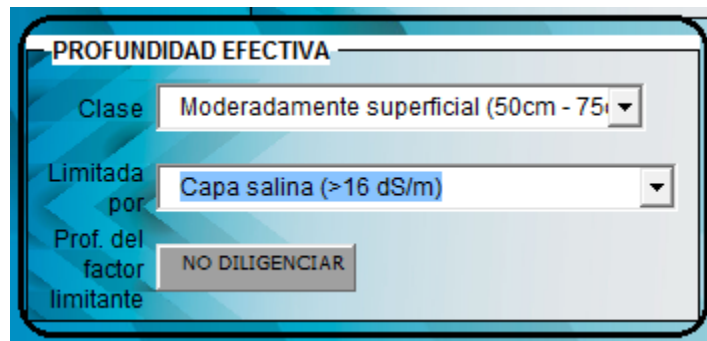 PROFUNDIDAD EFECTIVA
Clase
Moderadamente superficial (50cm - 75
Limitada
por
Capa salina (>16 dS/m)
Prof. del
factor
limitante
NO DILIGENCIAR